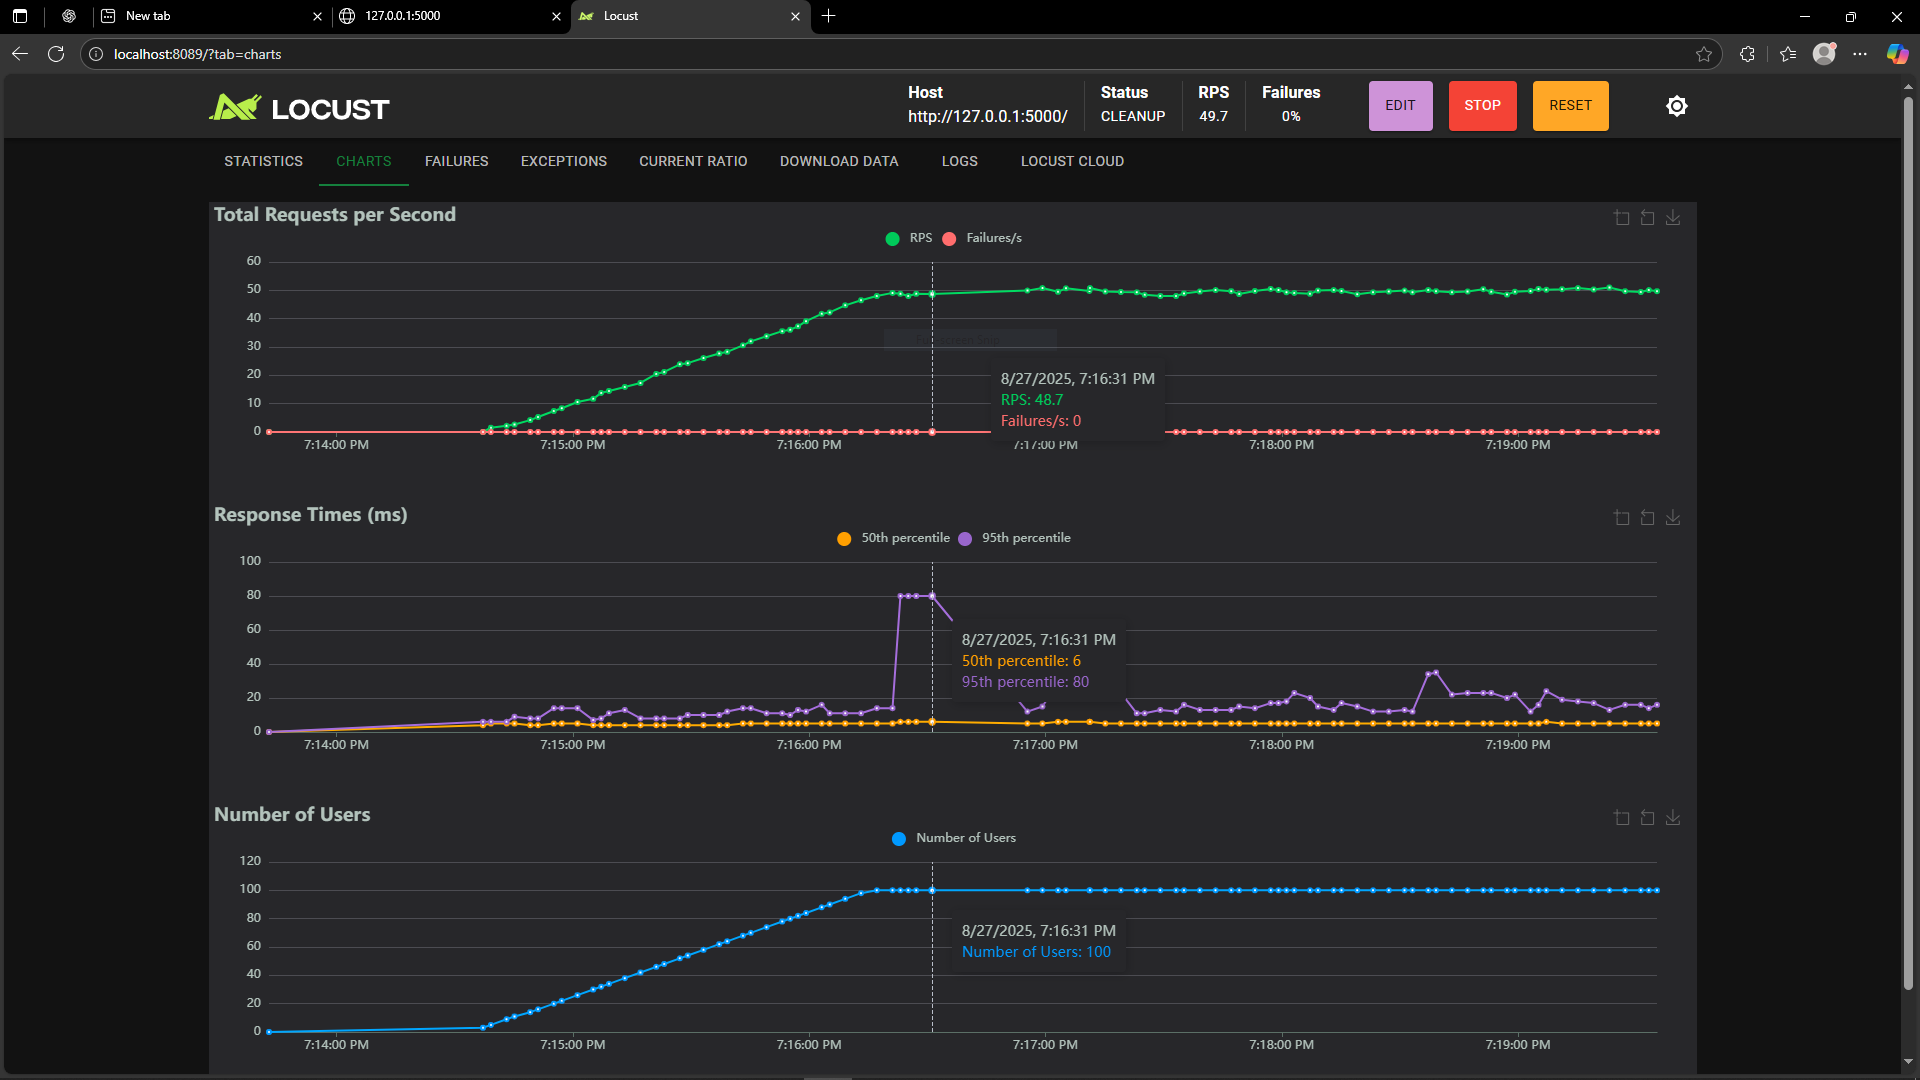 New tab
127.0.0.1:5000
Locust
localhost:8089/?tab=charts
LOCUST
Host
http://127.0.0.1:5000/
Status
CLEANUP
RPS
49.7
Failures
0%
EDIT
STOP
RESET
STATISTICS
CHARTS
FAILURES
EXCEPTIONS
CURRENT RATIO
DOWNLOAD DATA
LOGS
LOCUST CLOUD
Total Requests per Second
RPS
Failures/s
60
50
40
30
20
10
0
8/27/2025, 7:16:31 PM
RPS: 48.7
Failures/s: 0
7:14:00 PM
7:15:00 PM
7:16:00 PM
7:17:00 PM
7:18:00 PM
7:19:00 PM
Response Times (ms)
50th percentile
95th percentile
100
80
60
40
20
0
8/27/2025, 7:16:31 PM
50th percentile: 6
95th percentile: 80
7:14:00 PM
7:15:00 PM
7:16:00 PM
7:17:00 PM
7:18:00 PM
7:19:00 PM
Number of Users
Number of Users
120
100
80
60
40
20
0
8/27/2025, 7:16:31 PM
Number of Users: 100
7:14:00 PM
7:15:00 PM
7:16:00 PM
7:17:00 PM
7:18:00 PM
7:19:00 PM